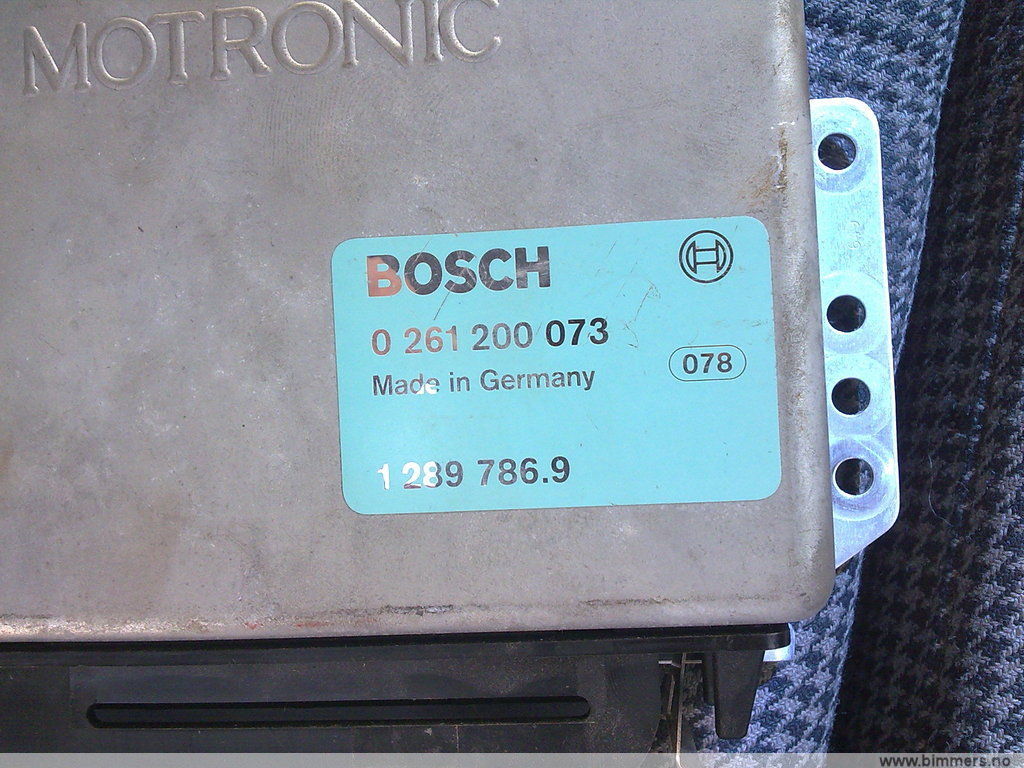 MOTRONIC
BOSCH
0 261 200 073
078
Made in Germany
1 289 786.9
www.bimmers.no